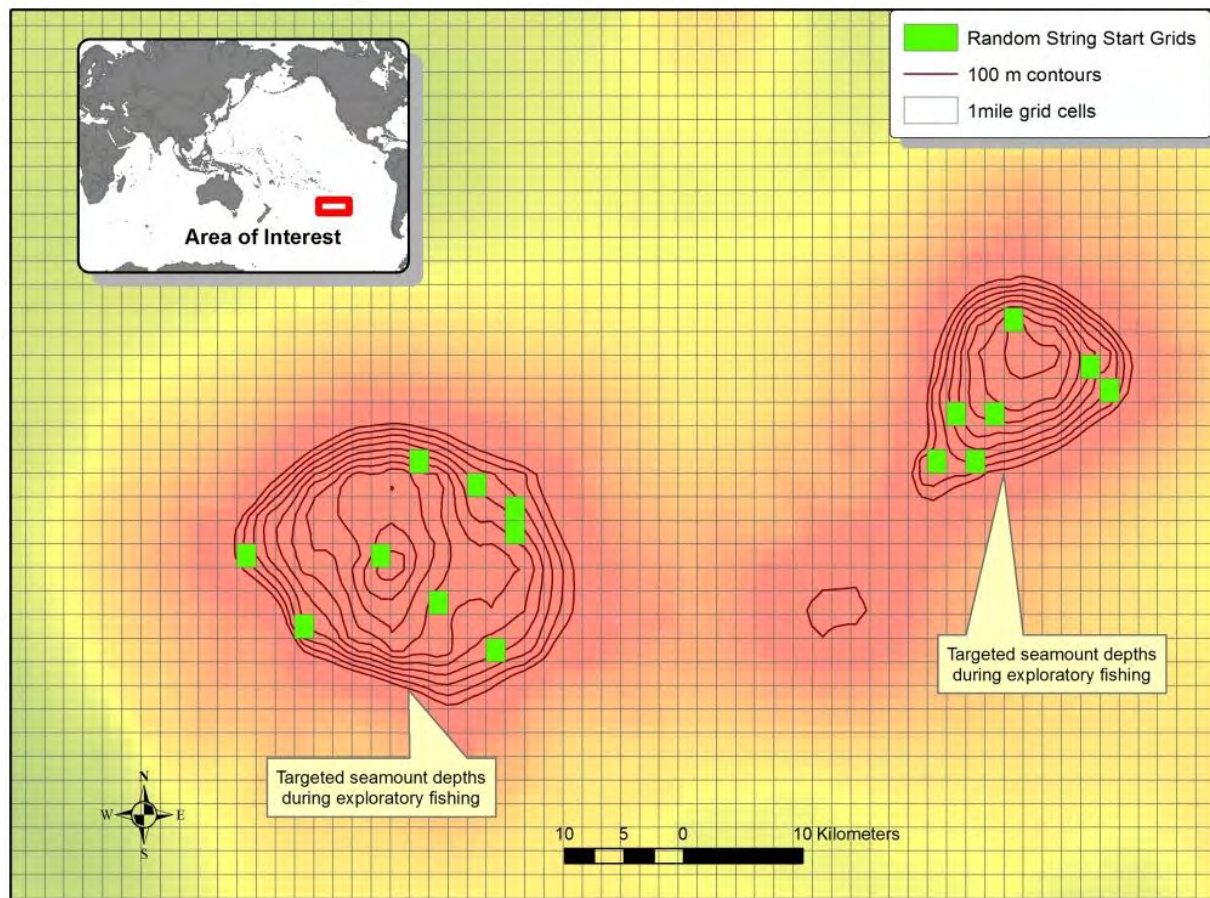 Area of Interest
Random String Start Grids
100 m contours
1mile grid cells
Targeted seamount depths
during exploratory fishing
Targeted seamount depths
during exploratory fishing
N
W E
S
10 5 0 10 Kilometers